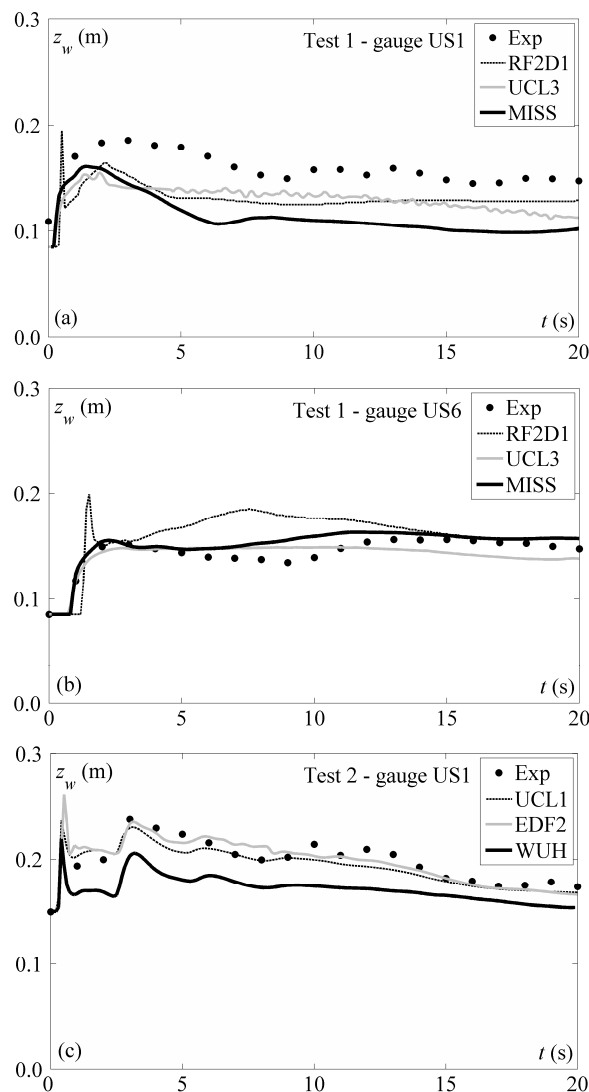 0.3
z_w (m)
Test 1 - gauge US1
Exp
RF2D1
UCL3
MISS
0.2
0.1
(a)
t (s)
0.0
0 5 10 15 20
0.3
z_w (m)
Test 1 - gauge US6
Exp
RF2D1
UCL3
MISS
0.2
0.1
(b)
t (s)
0.0
0 5 10 15 20
0.3
z_w (m)
Test 2 - gauge US1
Exp
UCL1
EDF2
WUH
0.2
0.1
(c)
t (s)
0.0
0 5 10 15 20